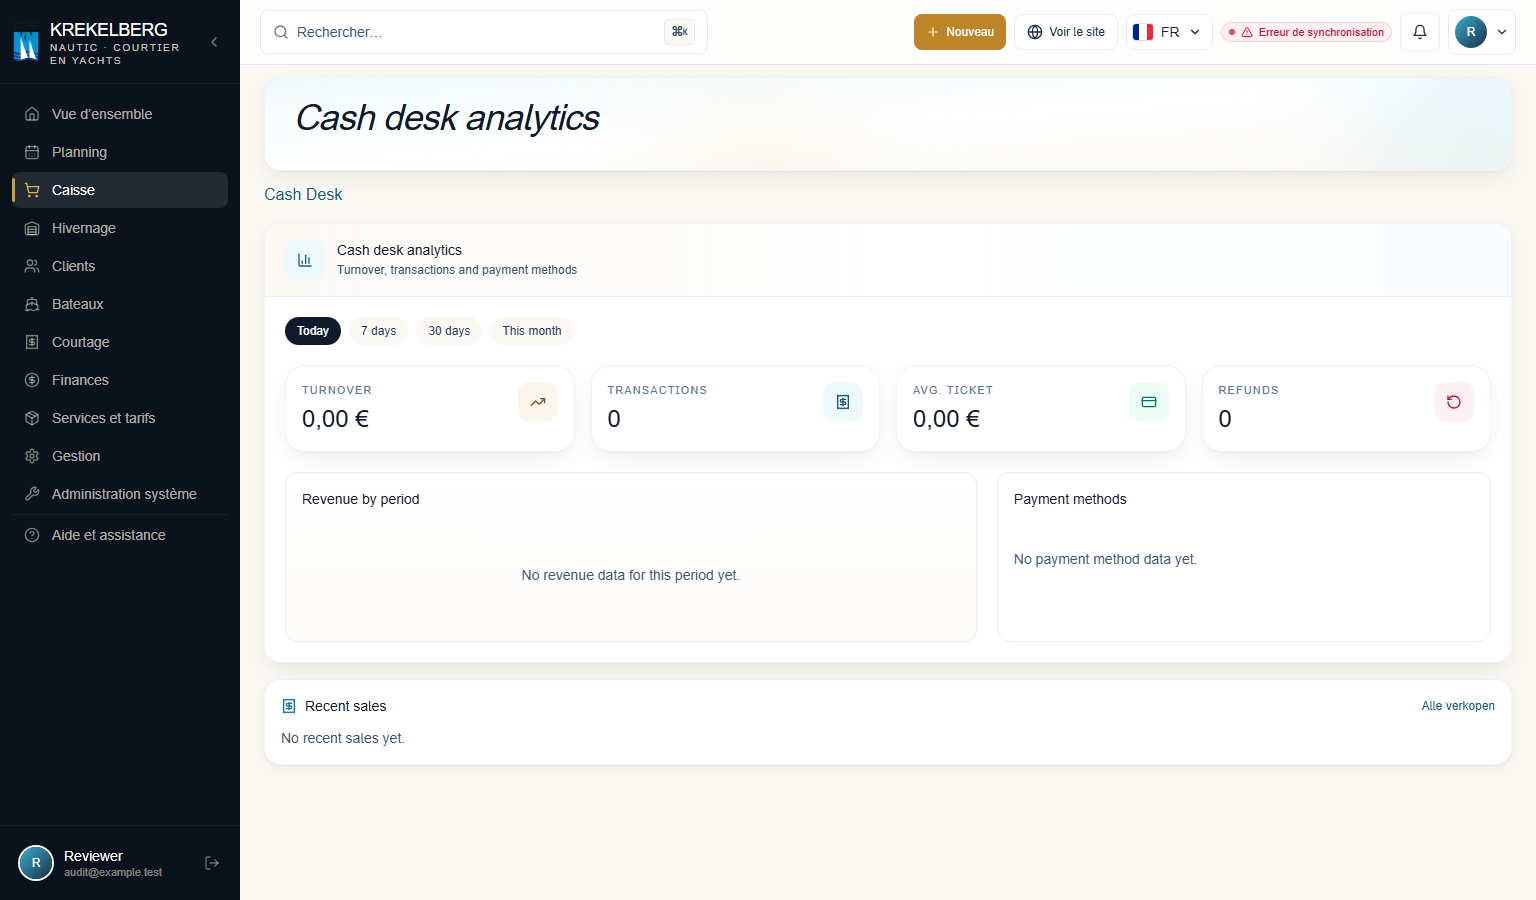 KREKELBERG
NAUTIC · COURTIER
EN YACHTS
Vue d'ensemble
Planning
Caisse
Hivernage
Clients
Bateaux
Courtage
Finances
Services et tarifs
Gestion
Administration système
Aide et assistance
R
Reviewer
audit@example.test
Rechercher…
⌘K
Nouveau
Voir le site
FR
Erreur de synchronisation
R
Cash desk analytics
Cash Desk
Cash desk analytics
Turnover, transactions and payment methods
Today
7 days
30 days
This month
TURNOVER
0,00 €
TRANSACTIONS
0
AVG. TICKET
0,00 €
REFUNDS
0
Revenue by period
No revenue data for this period yet.
Payment methods
No payment method data yet.
Recent sales
Alle verkopen
No recent sales yet.